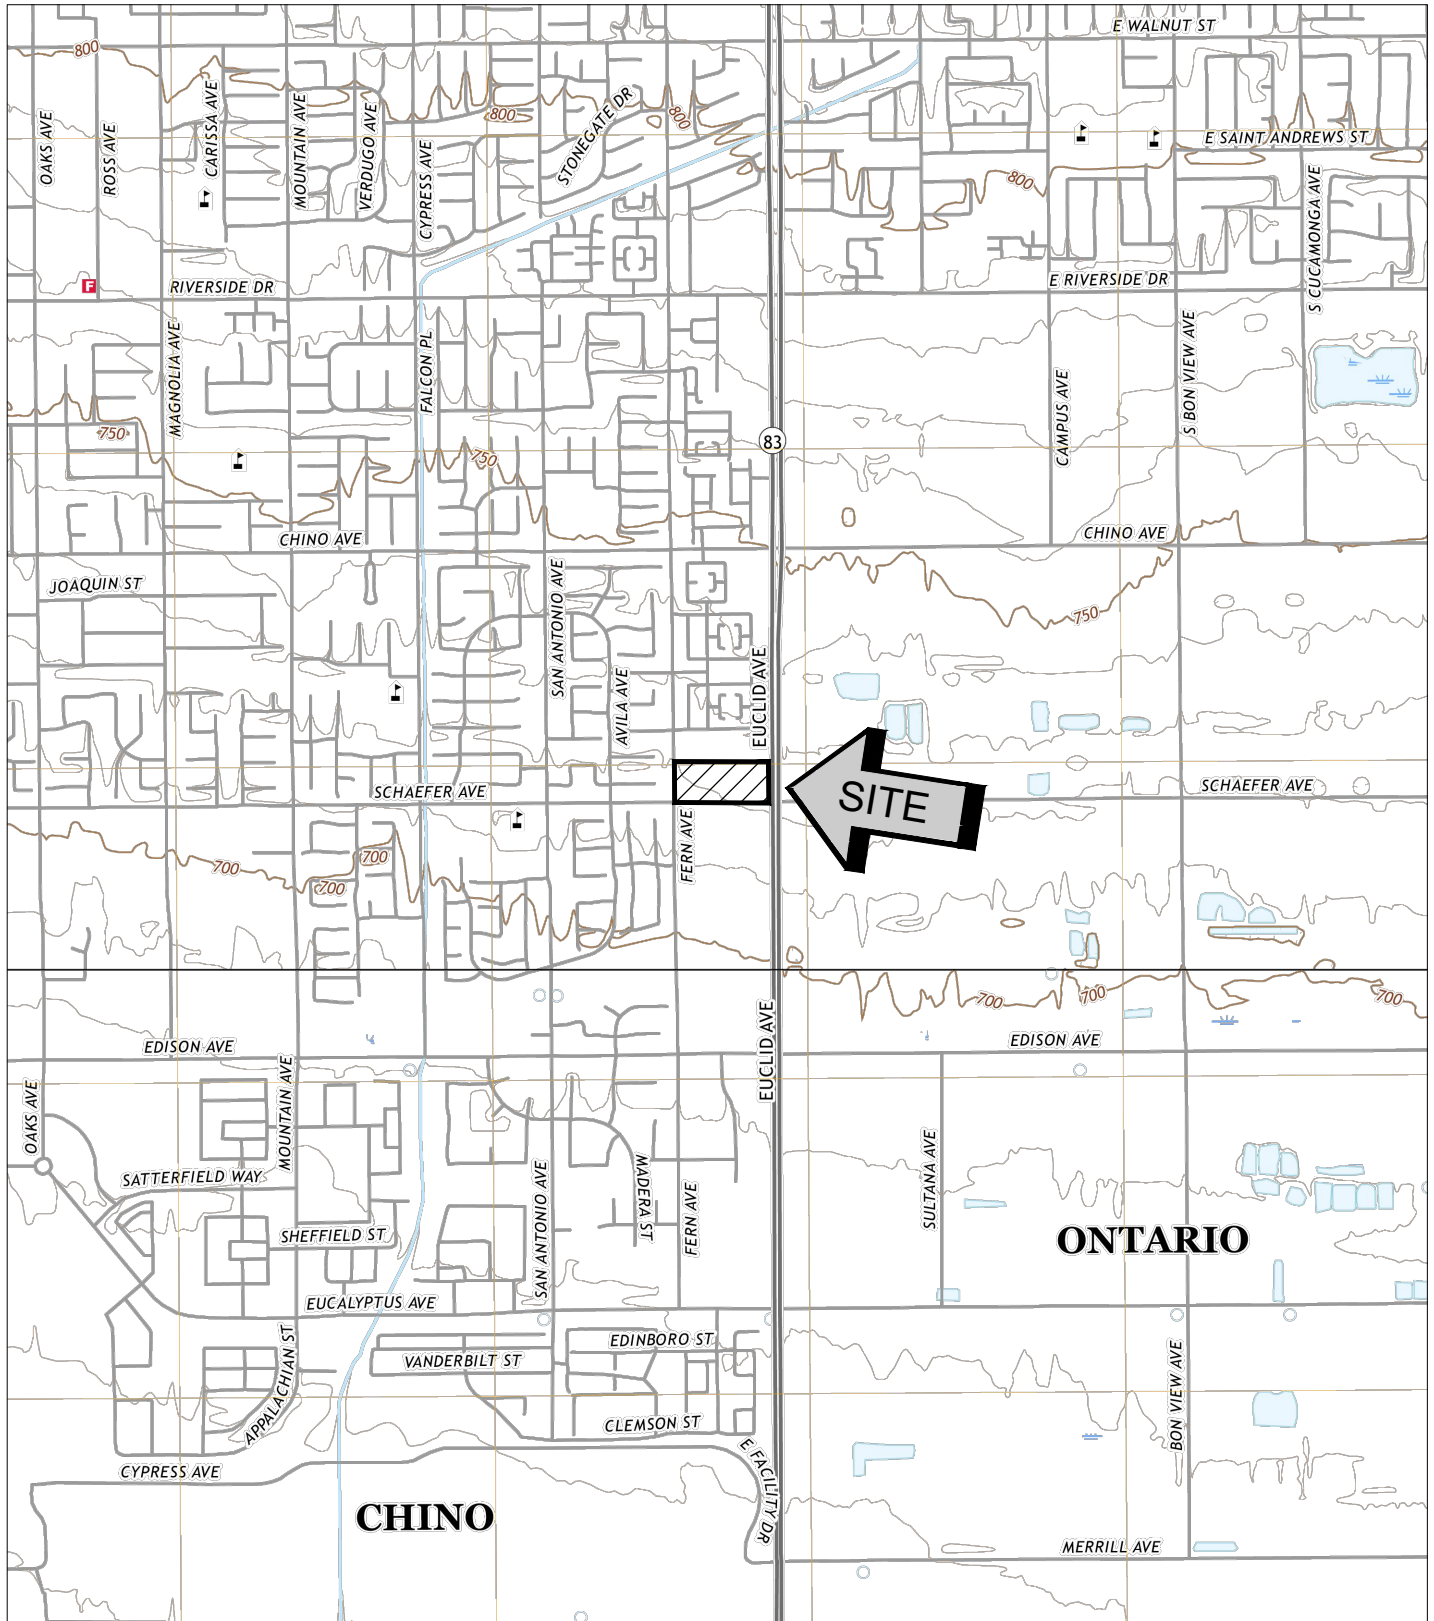 E WALNUT ST
800
OAKS AVE
ROSS AVE
CARISSA AVE
MOUNTAIN AVE
VERDUGO AVE
CYPRESS AVE
800
STONEGATE DR
800
E SAINT ANDREWS ST
800
S CUCAMONGA AVE
F
RIVERSIDE DR
E RIVERSIDE DR
MAGNOLIA AVE
FALCON PL
CAMPUS AVE
S BON VIEW AVE
750
750
83
CHINO AVE
CHINO AVE
JOAQUIN ST
SAN ANTONIO AVE
750
AVILA AVE
EUCLID AVE
SCHAEFER AVE
SITE
SCHAEFER AVE
FERN AVE
700
700
700
700
700
700
EDISON AVE
EUCLID AVE
EDISON AVE
OAKS AVE
MOUNTAIN AVE
SATTERFIELD WAY
SAN ANTONIO AVE
MADERA ST
FERN AVE
SULTANA AVE
SHEFFIELD ST
ONTARIO
EUCALYPTUS AVE
EDINBORO ST
APPALACHIAN ST
VANDERBILT ST
BON VIEW AVE
CLEMSON ST
CYPRESS AVE
E FACILITY DR
CHINO
MERRILL AVE